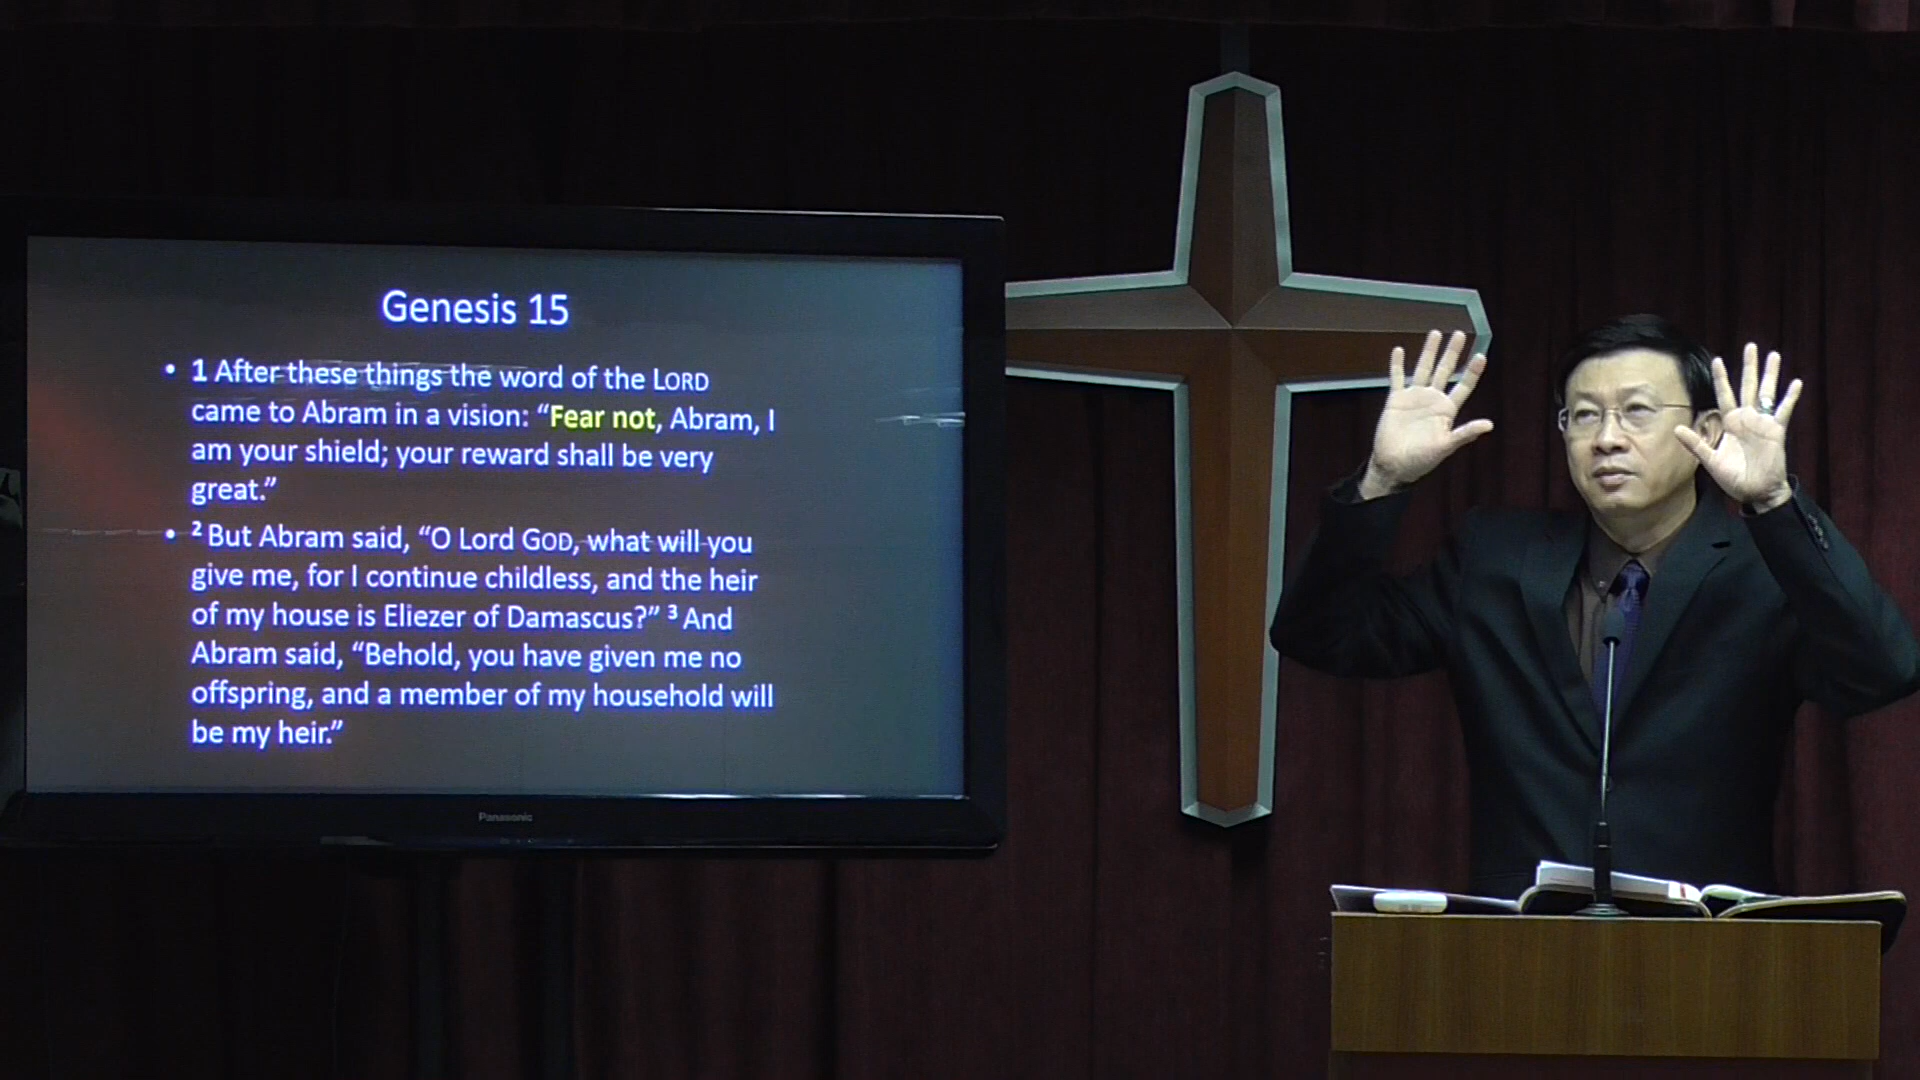 Genesis 15
• 1 After these things the word of the LORD
came to Abram in a vision: “Fear not, Abram, I
am your shield; your reward shall be very
great.”
• ² But Abram said, “O Lord GOD, what will you
give me, for I continue childless, and the heir
of my house is Eliezer of Damascus?” ³ And
Abram said, “Behold, you have given me no
offspring, and a member of my household will
be my heir.”
Panasonic